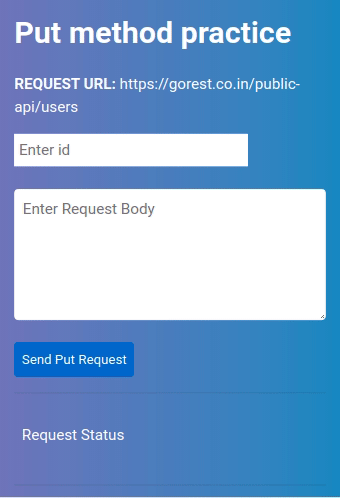 Put method practice
REQUEST URL: https://gorest.co.in/public-
api/users
Enter id
Enter Request Body
Send Put Request
Request Status